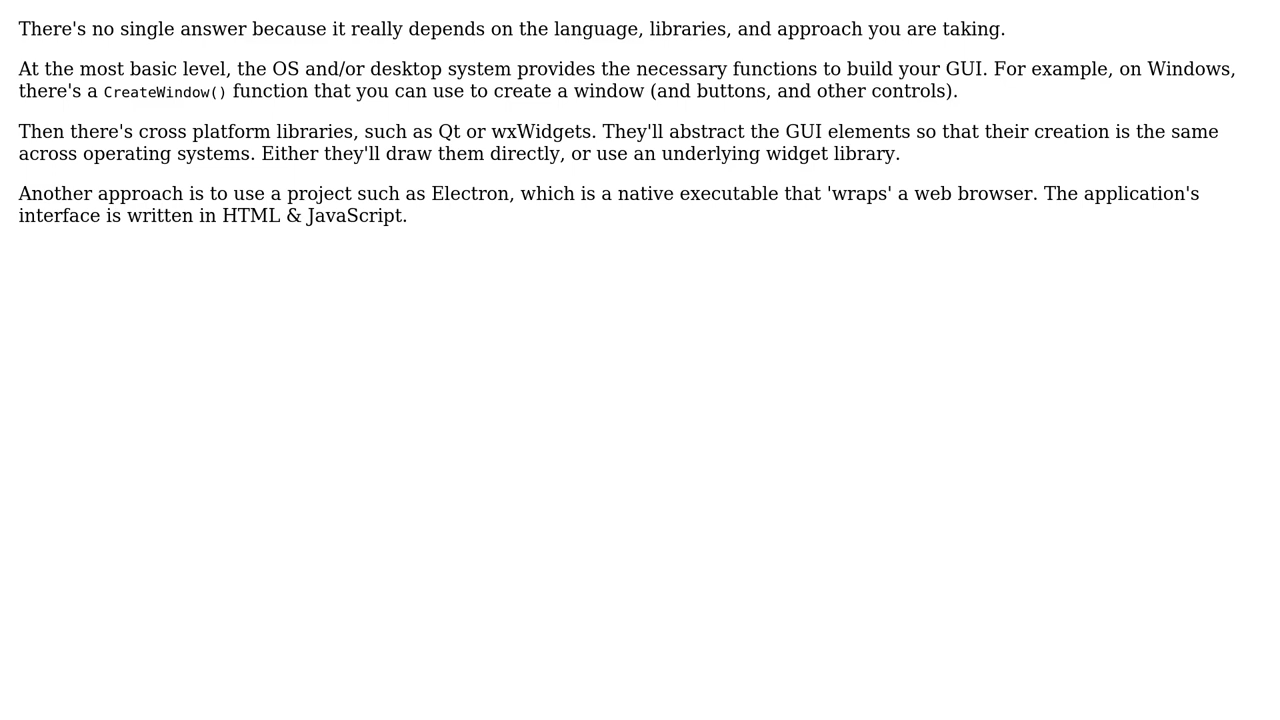 There's no single answer because it really depends on the language, libraries, and approach you are taking.
At the most basic level, the OS and/or desktop system provides the necessary functions to build your GUI. For example, on Windows,
there's a CreateWindow() function that you can use to create a window (and buttons, and other controls).
Then there's cross platform libraries, such as Qt or wxWidgets. They'll abstract the GUI elements so that their creation is the same
across operating systems. Either they'll draw them directly, or use an underlying widget library.
Another approach is to use a project such as Electron, which is a native executable that 'wraps' a web browser. The application's
interface is written in HTML & JavaScript.